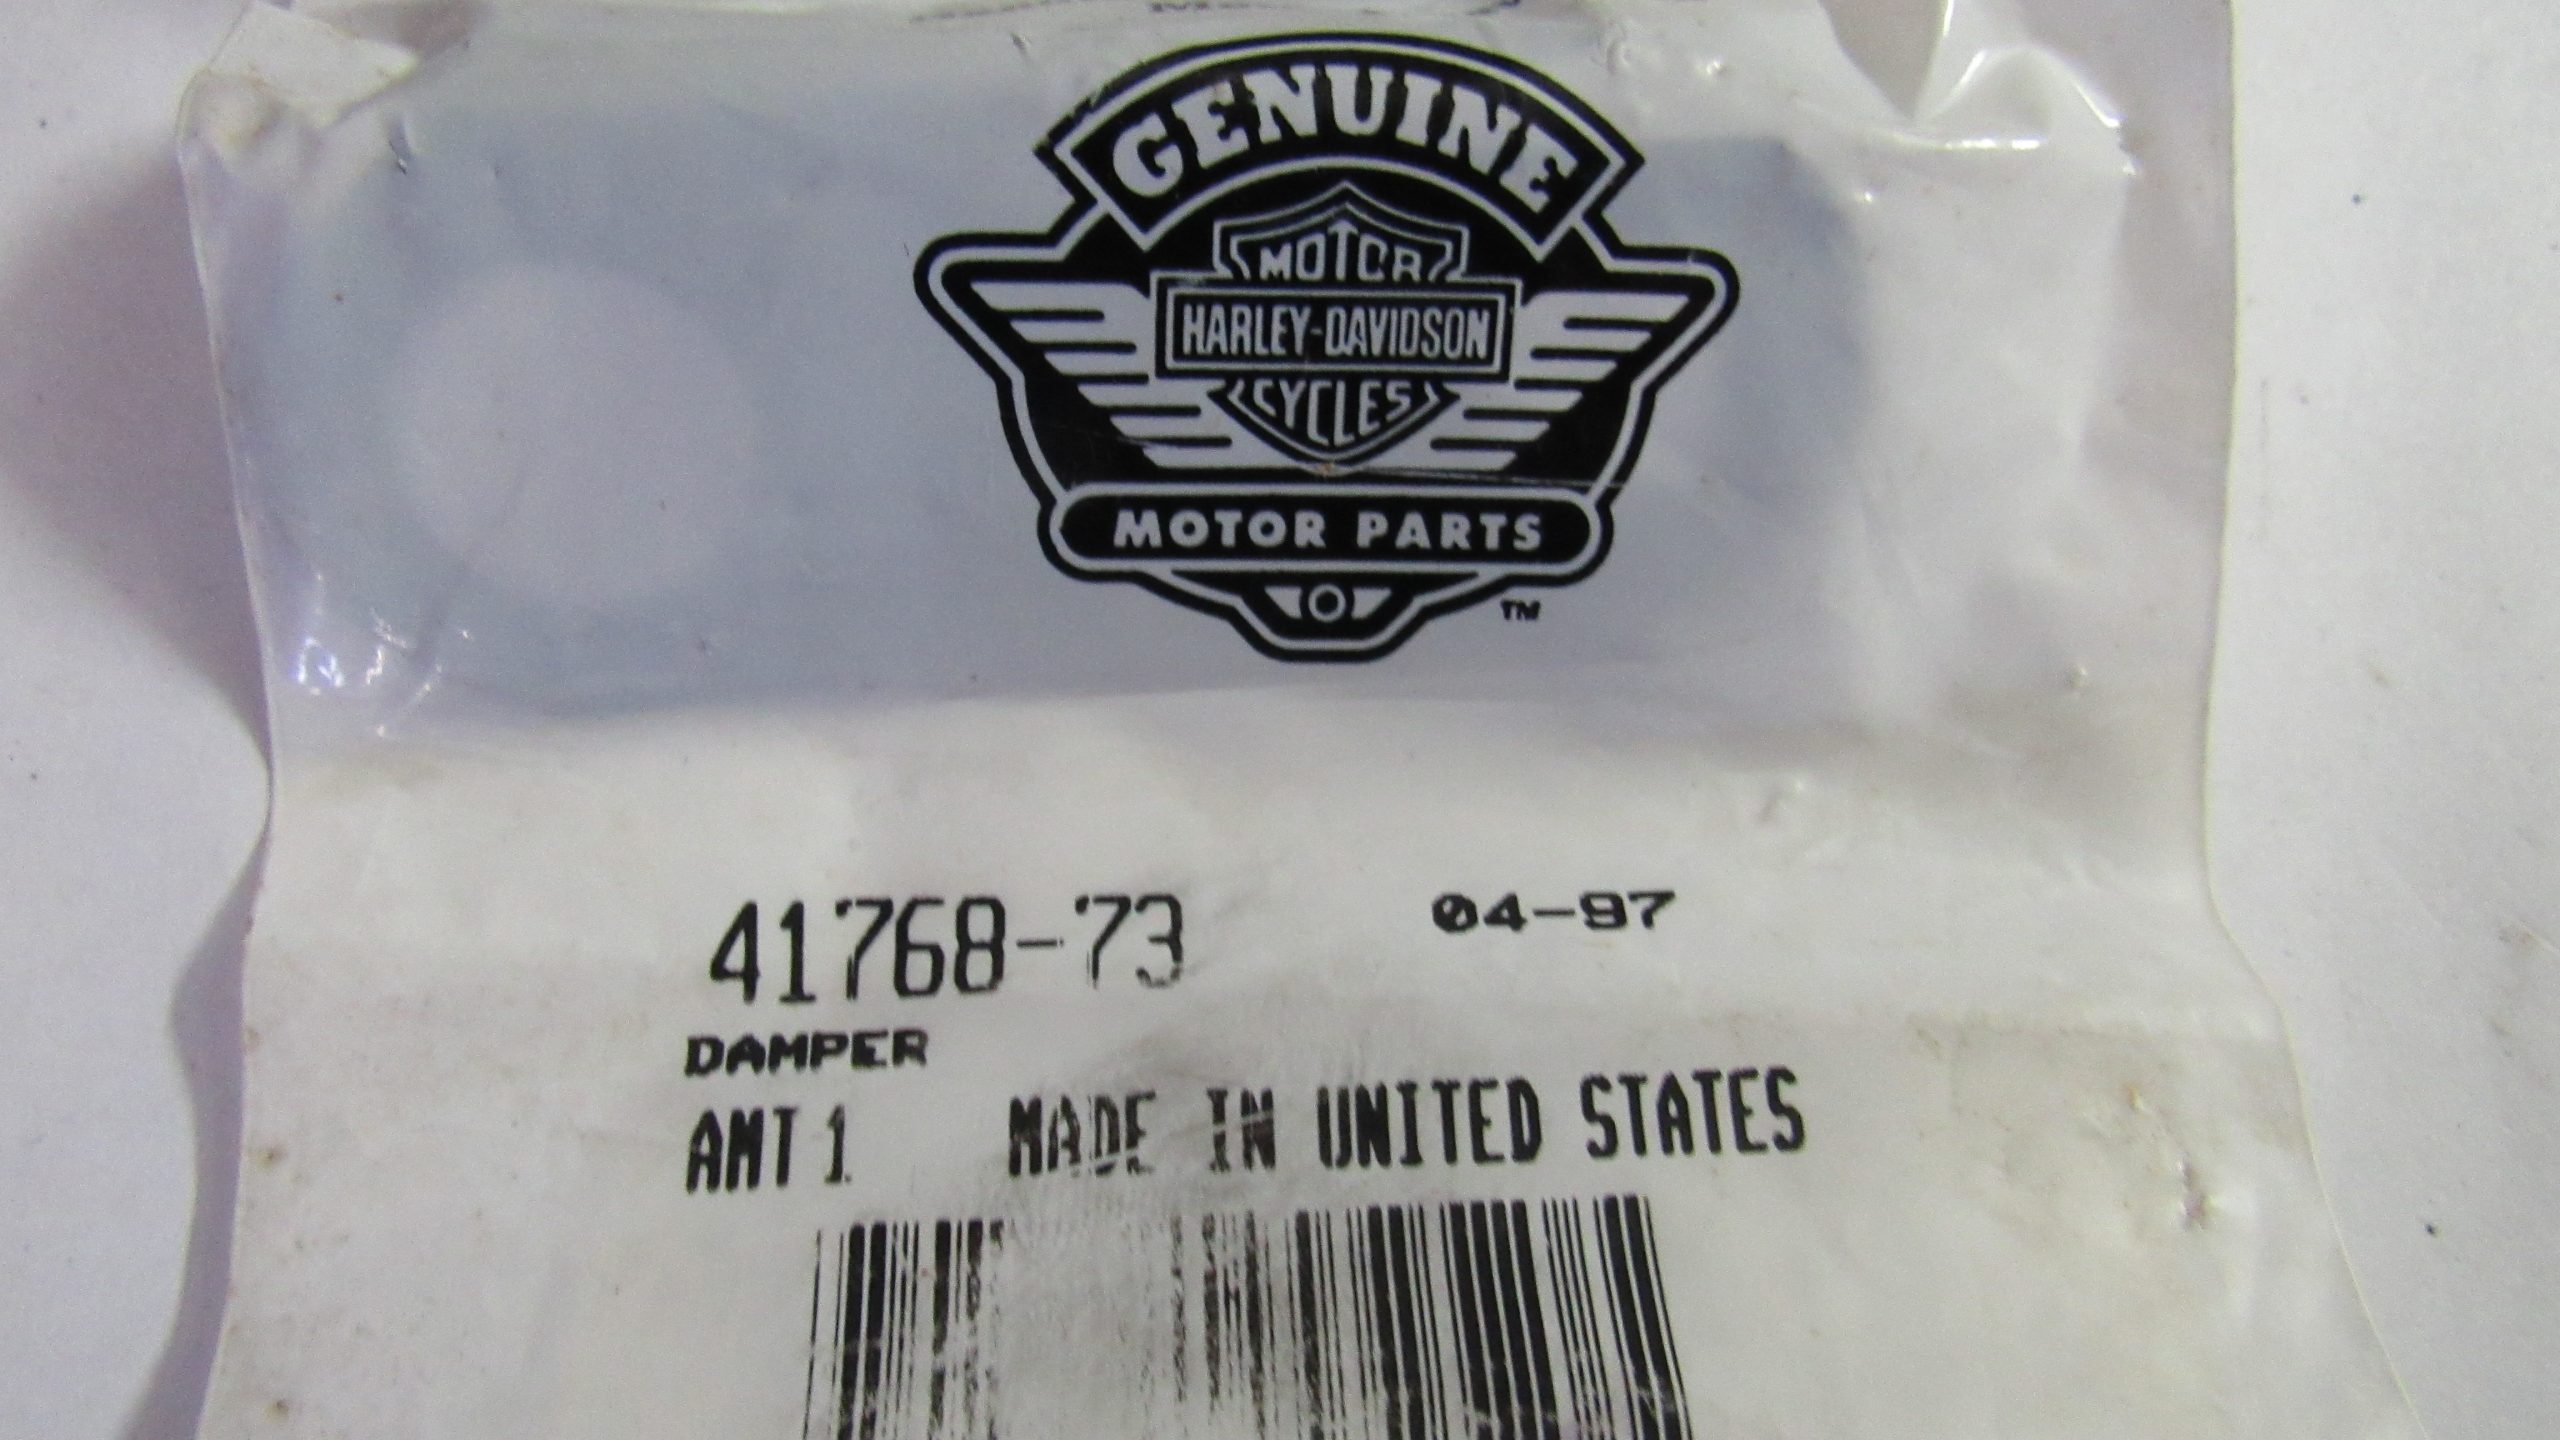 GENUINE
MOTOR
HARLEY-DAVIDSON
CYCLES
MOTOR PARTS
TM
41768-73 04-97
DAMPER
AMT 1 MADE IN UNITED STATES